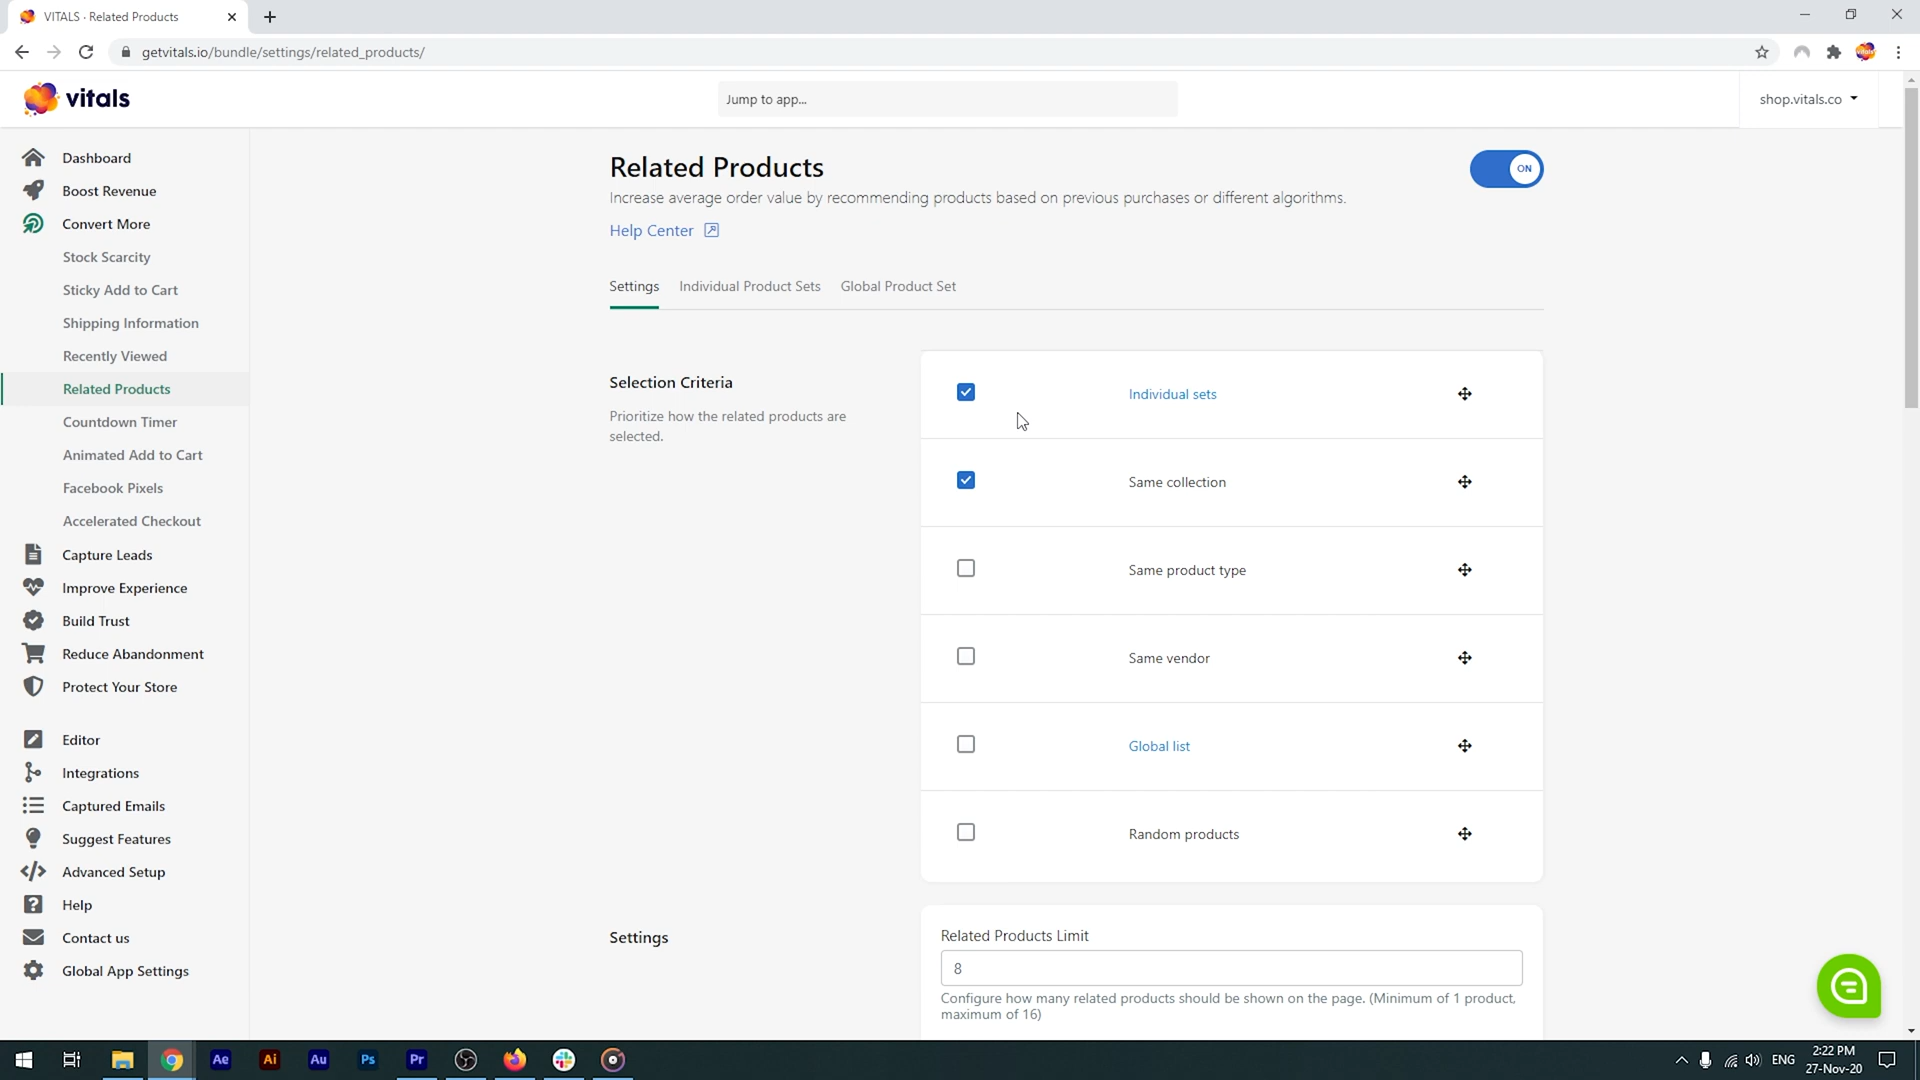 VITALS · Related Products
getvitals.io/bundle/settings/related_products/
vitals
Jump to app...
shop.vitals.co
Dashboard
Boost Revenue
Convert More
Stock Scarcity
Sticky Add to Cart
Shipping Information
Recently Viewed
Related Products
Countdown Timer
Animated Add to Cart
Facebook Pixels
Accelerated Checkout
Capture Leads
Improve Experience
Build Trust
Reduce Abandonment
Protect Your Store
Editor
Integrations
Captured Emails
Suggest Features
Advanced Setup
Help
Contact us
Global App Settings
Related Products
ON
Increase average order value by recommending products based on previous purchases or different algorithms.
Help Center
Settings Individual Product Sets Global Product Set
Selection Criteria
Prioritize how the related products are
selected.
Individual sets
Same collection
Same product type
Same vendor
Global list
Random products
Settings
Related Products Limit
8
Configure how many related products should be shown on the page. (Minimum of 1 product,
maximum of 16)
Ae Ai Au Ps Pr
ENG
2:22 PM
27-Nov-20